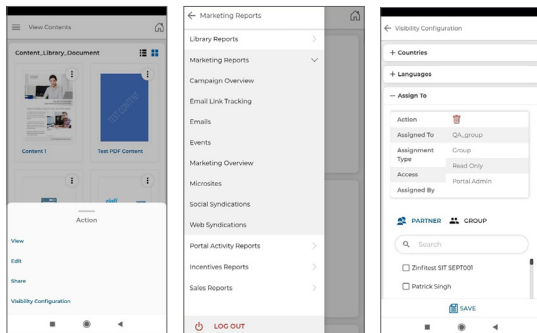 View Contents
Content_Library_Document
TEST CONTENT
Content 1
Test PDF Content
Action
View
Edit
Share
Visibility Configuration
Marketing Reports
Library Reports
Marketing Reports
Campaign Overview
Email Link Tracking
Emails
Events
Marketing Overview
Microsites
Social Syndications
Web Syndications
Portal Activity Reports
Incentives Reports
Sales Reports
LOG OUT
Visibility Configuration
+ Countries
+ Languages
– Assign To
Action
Assigned To QA_group
Assignment Type Group
Access Read Only
Assigned By Portal Admin
PARTNER GROUP
Search
Zinfitest SIT SEPT001
Patrick Singh
SAVE